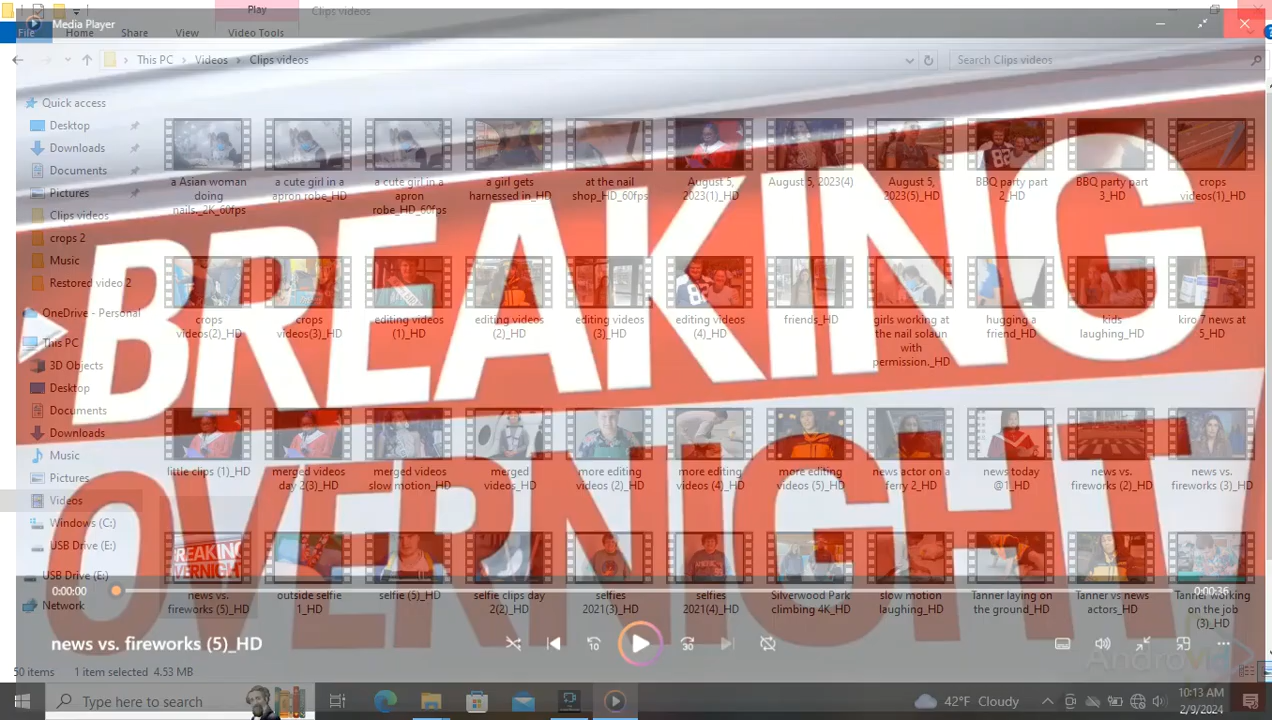 Play
Clips videos
Media Player
File
Home
Share
View
Video Tools
This PC
Videos
Clips videos
Search Clips videos
Quick access
Desktop
Downloads
Documents
Pictures
Clips videos
crops 2
Music
Restored video 2
OneDrive - Personal
This PC
3D Objects
Desktop
Documents
Downloads
Music
Pictures
Videos
Windows (C:)
USB Drive (E:)
USB Drive (E:)
Network
a Asian woman
doing
nails._2K_60fps
a cute girl in a
apron robe_HD
a cute girl in a
apron
robe_HD_60fps
a girl gets
harnessed in_HD
at the nail
shop_HD_60fps
August 5,
2023(1)_HD
August 5, 2023(4)
August 5,
2023(5)_HD
BBQ party part
2_HD
BBQ party part
3_HD
crops
videos(1)_HD
BREAKING
crops
videos(2)_HD
crops
videos(3)_HD
editing videos
(1)_HD
editing videos
(2)_HD
editing videos
(3)_HD
editing videos
(4)_HD
friends_HD
girls working at
the nail solaun
with
permission._HD
hugging a
friend_HD
kids
laughing_HD
kiro 7 news at
5_HD
OVERNIGHT
little clips (1)_HD
merged videos
day 2(3)_HD
merged videos
slow motion_HD
merged
videos_HD
more editing
videos (2)_HD
more editing
videos (4)_HD
more editing
videos (5)_HD
news actor on a
ferry 2_HD
news today
@1_HD
news vs.
fireworks (2)_HD
news vs.
fireworks (3)_HD
BREAKING
OVERNIGHT
news vs.
fireworks (5)_HD
outside selfie
1_HD
selfie (5)_HD
selfie clips day
2(2)_HD
selfies
2021(3)_HD
selfies
2021(4)_HD
Silverwood Park
climbing 4K_HD
slow motion
laughing_HD
Tanner laying on
the ground_HD
Tanner vs news
actors_HD
Tanner working
on the job
(3)_HD
0:00:00
0:00:36
news vs. fireworks (5)_HD
10
30
AndroVid
50 items
1 item selected 4.53 MB
Type here to search
42°F Cloudy
10:13 AM
2/9/2024